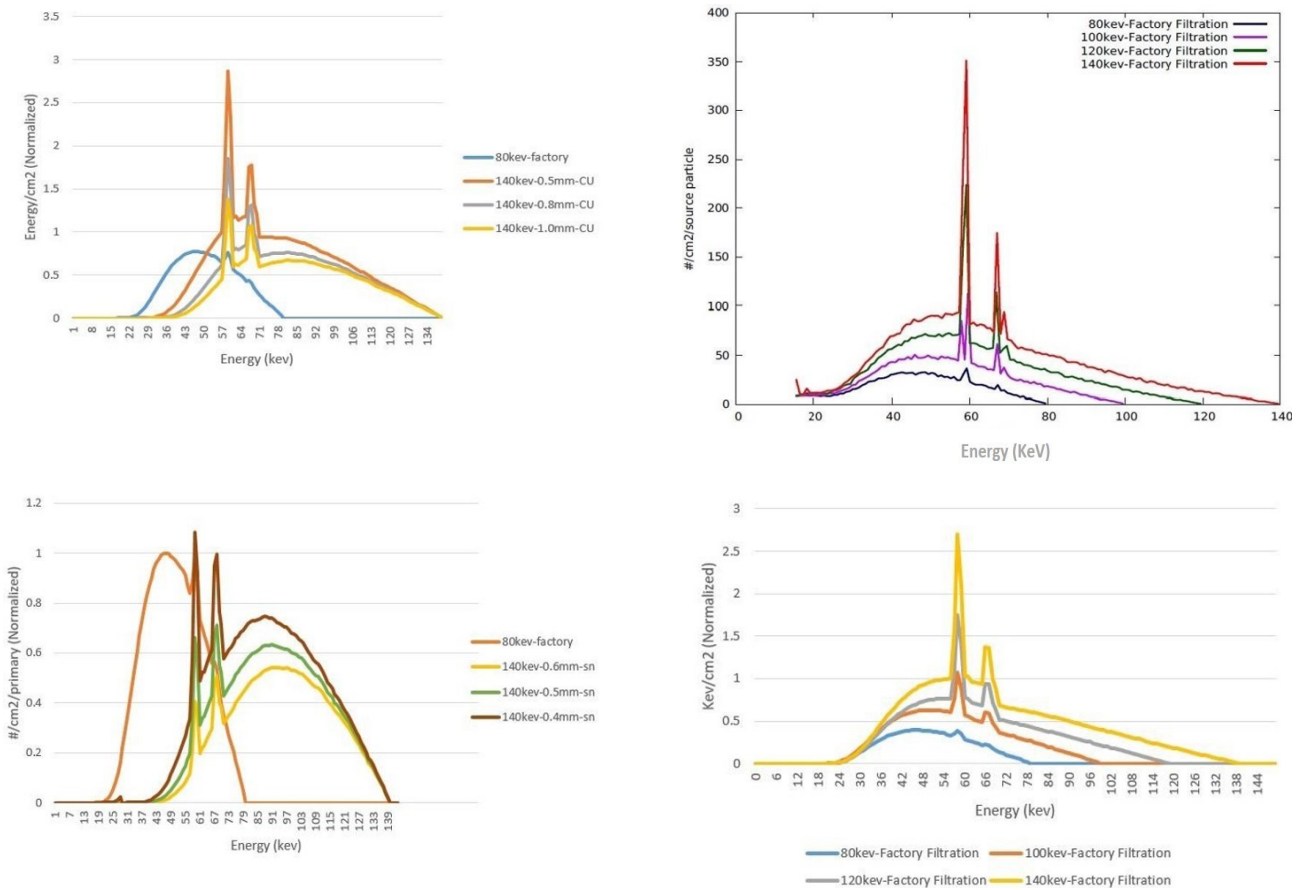 3.5
3
2.5
2
1.5
1
0.5
0
Energy/cm2 (Normalized)
1 8 15 22 29 36 43 50 57 64 71 78 85 92 99 106 113 120 127 134
Energy (kev)
80kev-factory
140kev-0.5mm-CU
140kev-0.8mm-CU
140kev-1.0mm-CU
400
350
300
250
200
150
100
50
0
#/cm2/source particle
0 20 40 60 80 100 120 140
Energy (KeV)
80kev-Factory Filtration
100kev-Factory Filtration
120kev-Factory Filtration
140kev-Factory Filtration
1.2
1
0.8
0.6
0.4
0.2
0
#/cm2/primary (Normalized)
1 7 13 19 25 31 37 43 49 55 61 67 73 79 85 91 97 103 109 115 121 127 133 139
Energy (kev)
80kev-factory
140kev-0.6mm-sn
140kev-0.5mm-sn
140kev-0.4mm-sn
3
2.5
2
1.5
1
0.5
0
Kev/cm2 (Normalized)
0 6 12 18 24 30 36 42 48 54 60 66 72 78 84 90 96 102 108 114 120 126 132 138 144
Energy (kev)
80kev-Factory Filtration 100kev-Factory Filtration
120kev-Factory Filtration 140kev-Factory Filtration